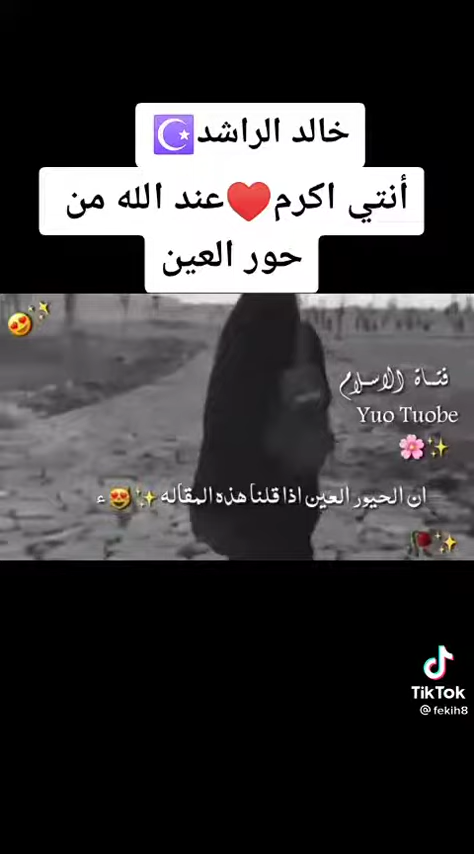 خالد الراشد☪️
أنتي اكرم♥️عند الله من
حور العين
فتاة الاسلام
Yuo Tuobe
ان الحيور العين اذا قلنا هذه المقاله ✨😍 ء
TikTok
@fekih8